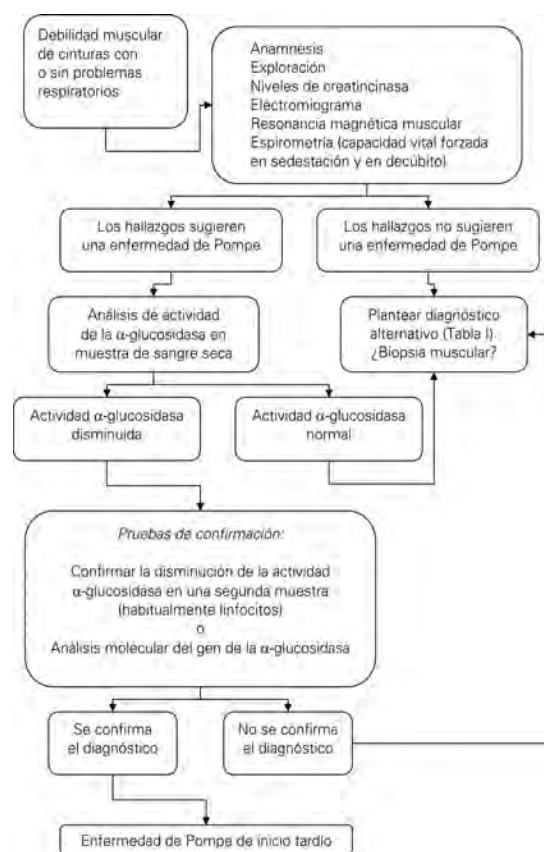 Debilidad muscular
de cinturas con
o sin problemas
respiratorios
Anamnesis
Exploración
Niveles de creatincinasa
Electromiograma
Resonancia magnética muscular
Espirometría (capacidad vital forzada
en sedestación y en decúbito)
Los hallazgos sugieren
una enfermedad de Pompe
Los hallazgos no sugieren
una enfermedad de Pompe
Análisis de actividad
de la α-glucosidasa en
muestra de sangre seca
Plantear diagnóstico
alternativo (Tabla I)
¿Biopsia muscular?
Actividad α-glucosidasa
disminuida
Actividad α-glucosidasa
normal
Pruebas de confirmación:
Confirmar la disminución de la actividad
α-glucosidasa en una segunda muestra
(habitualmente linfocitos)
o
Análisis molecular del gen de la α-glucosidasa
Se confirma
el diagnóstico
No se confirma
el diagnóstico
Enfermedad de Pompe de inicio tardío